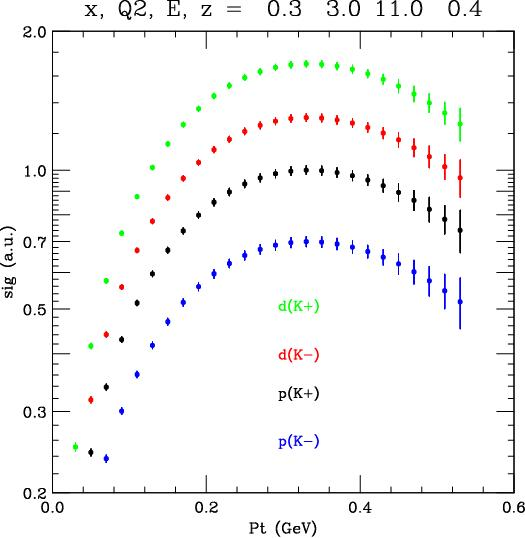 x, Q2, E, z = 0.3 3.0 11.0 0.4
2.0
1.0
0.7
0.5
0.3
0.2
sig (a.u.)
d(K+)
d(K-)
p(K+)
p(K-)
0.0 0.2 0.4 0.6
Pt (GeV)